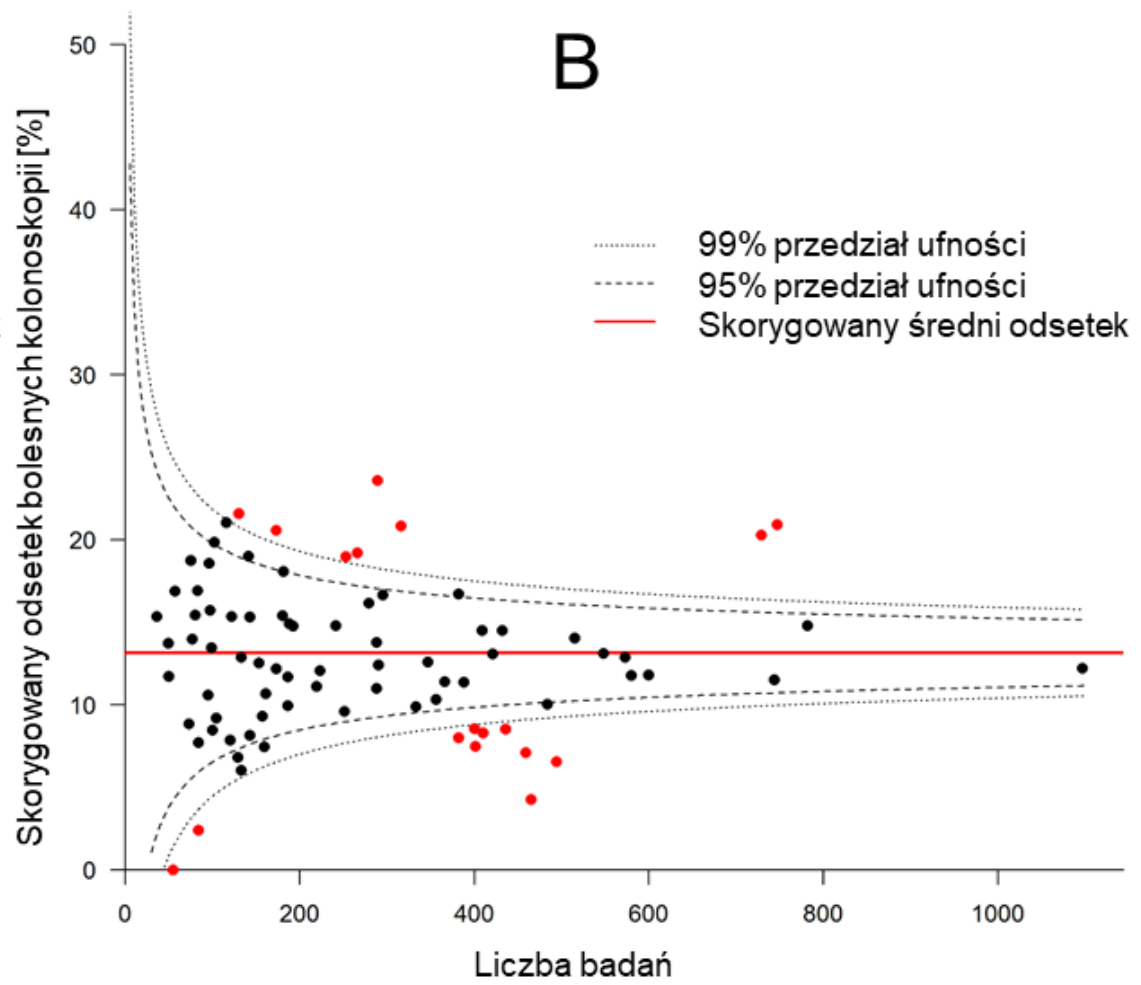 B
50
40
30
20
10
0
Skorygowany odsetek bolesnych kolonoskopii [%]
99% przedział ufności
95% przedział ufności
Skorygowany średni odsetek
0 200 400 600 800 1000
Liczba badań